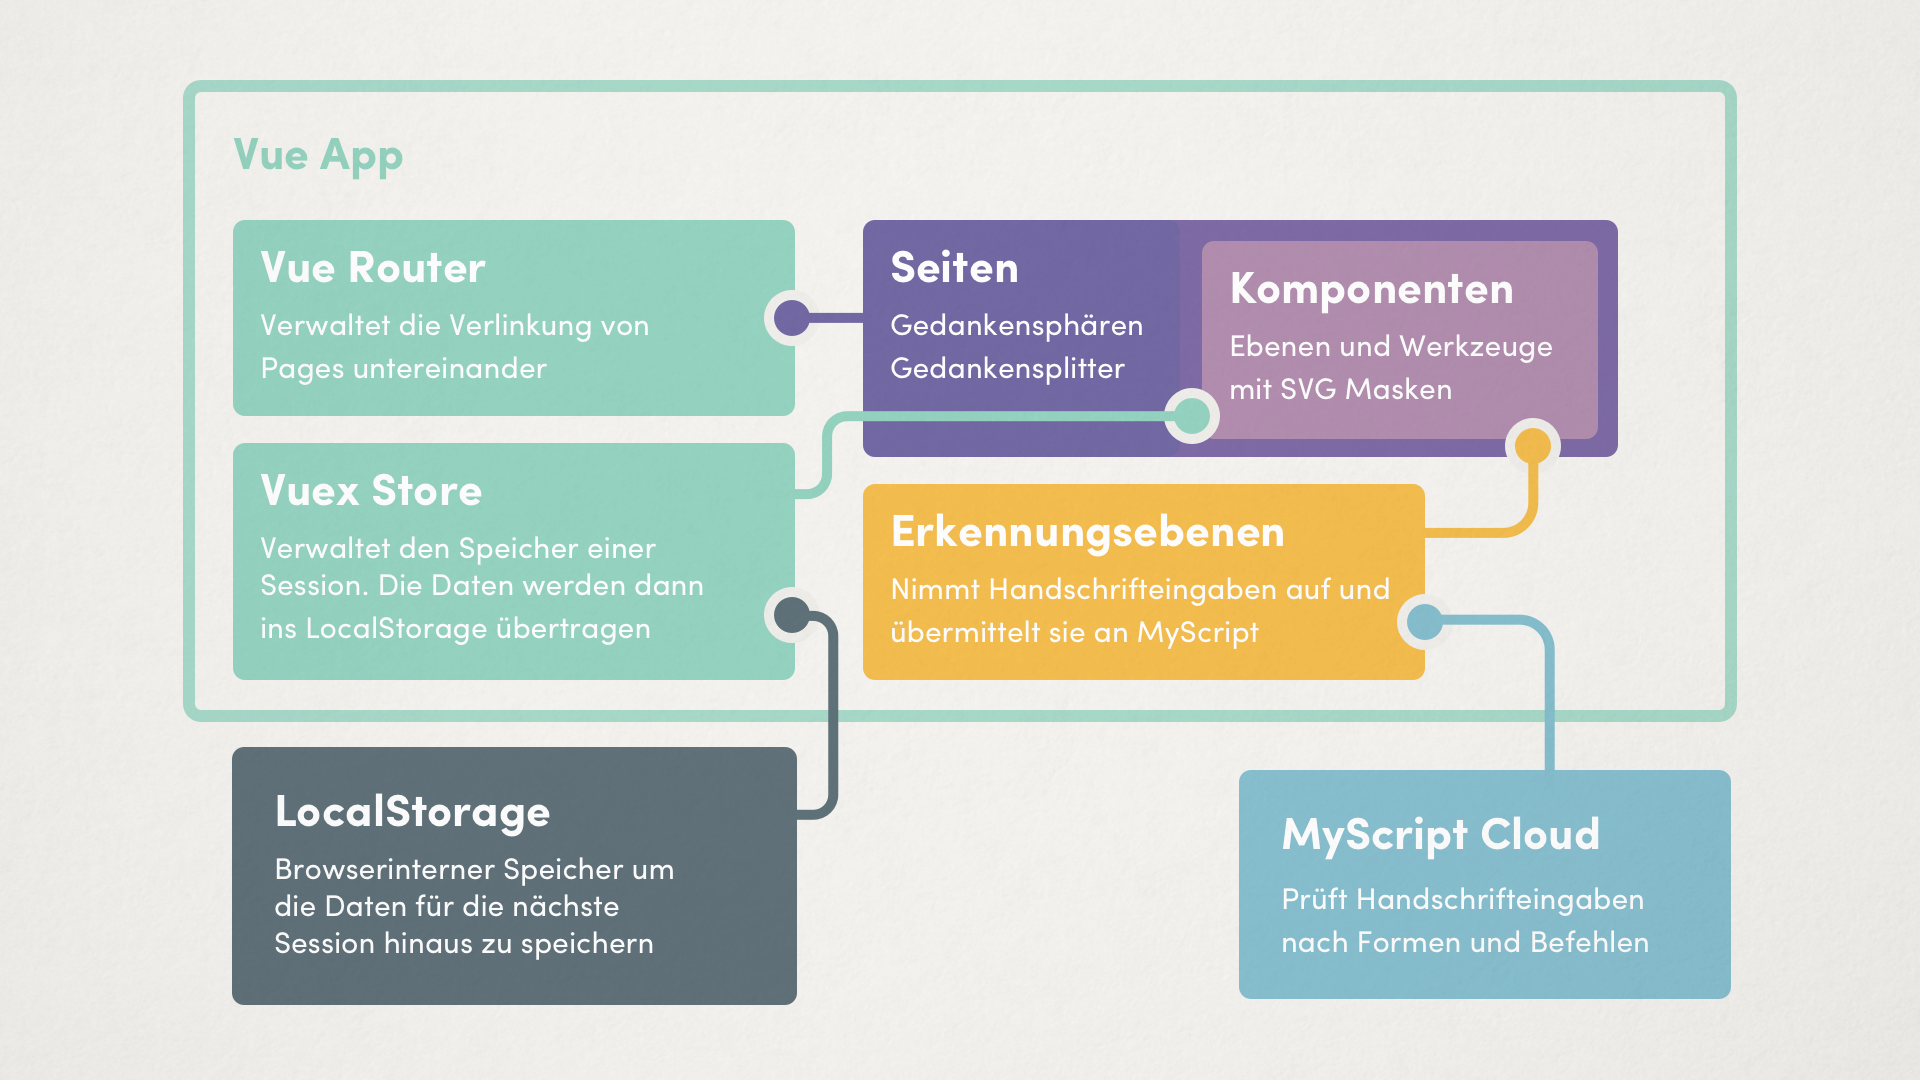 Vue App
Vue Router
Verwaltet die Verlinkung von
Pages untereinander
Seiten
Gedankensphären
Gedankensplitter
Komponenten
Ebenen und Werkzeuge
mit SVG Masken
Vuex Store
Verwaltet den Speicher einer
Session. Die Daten werden dann
ins LocalStorage übertragen
Erkennungsebenen
Nimmt Handschrifteingaben auf und
übermittelt sie an MyScript
LocalStorage
Browserinterner Speicher um
die Daten für die nächste
Session hinaus zu speichern
MyScript Cloud
Prüft Handschrifteingaben
nach Formen und Befehlen